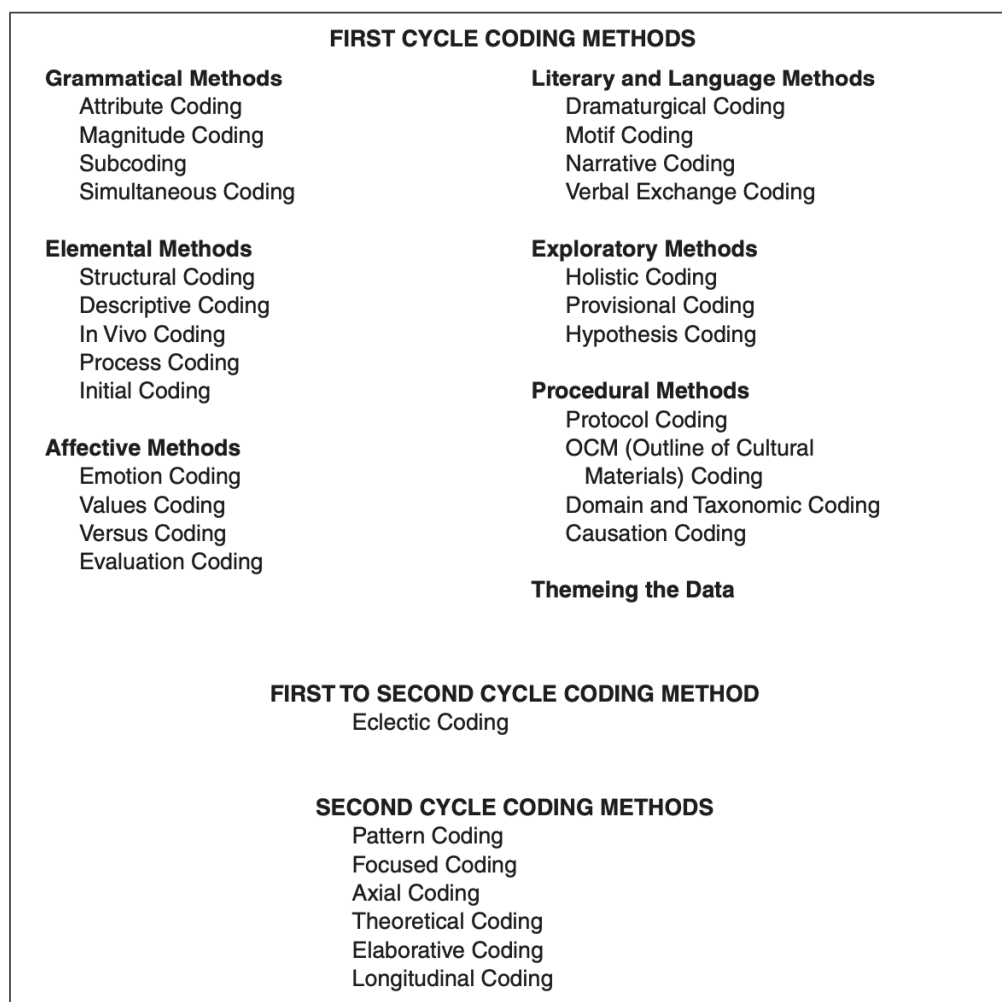 FIRST CYCLE CODING METHODS
Grammatical Methods
Attribute Coding
Magnitude Coding
Subcoding
Simultaneous Coding
Elemental Methods
Structural Coding
Descriptive Coding
In Vivo Coding
Process Coding
Initial Coding
Affective Methods
Emotion Coding
Values Coding
Versus Coding
Evaluation Coding
Literary and Language Methods
Dramaturgical Coding
Motif Coding
Narrative Coding
Verbal Exchange Coding
Exploratory Methods
Holistic Coding
Provisional Coding
Hypothesis Coding
Procedural Methods
Protocol Coding
OCM (Outline of Cultural
Materials) Coding
Domain and Taxonomic Coding
Causation Coding
Themeing the Data
FIRST TO SECOND CYCLE CODING METHOD
Eclectic Coding
SECOND CYCLE CODING METHODS
Pattern Coding
Focused Coding
Axial Coding
Theoretical Coding
Elaborative Coding
Longitudinal Coding